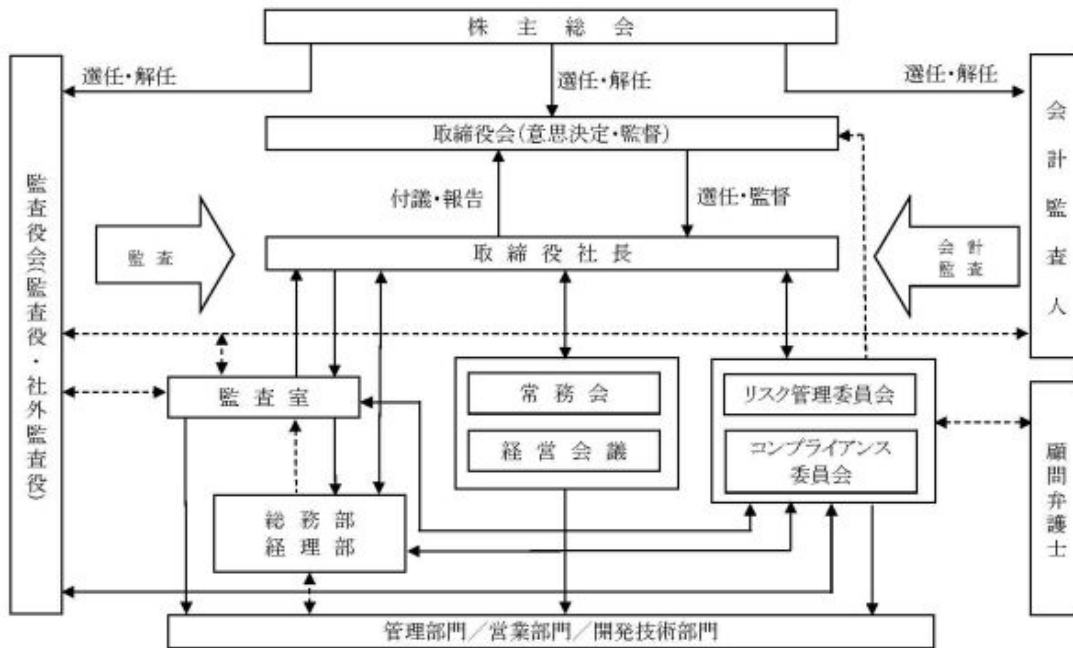 株主総会
選任・解任
選任・解任
選任・解任
取締役会(意思決定・監督)
付議・報告
選任・監督
監査
取締役社長
会計
監査
監査役会(監査役・社外監査役)
会計監査人
監査室
常務会
経営会議
リスク管理委員会
コンプライアンス
委員会
総務部
経理部
顧問弁護士
管理部門/営業部門/開発技術部門